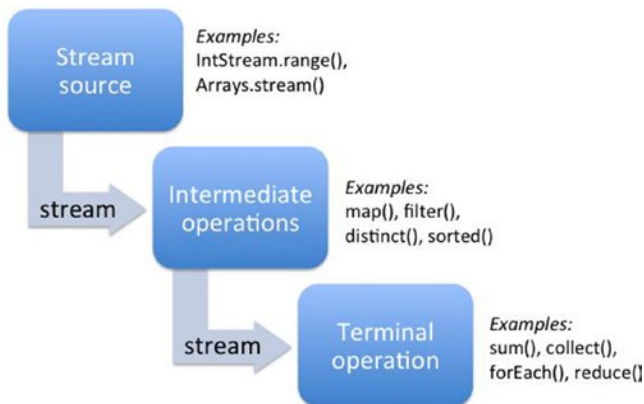 Stream
source
Examples:
IntStream.range(),
Arrays.stream()
stream
Intermediate
operations
Examples:
map(), filter(),
distinct(), sorted()
stream
Terminal
operation
Examples:
sum(), collect(),
forEach(), reduce()